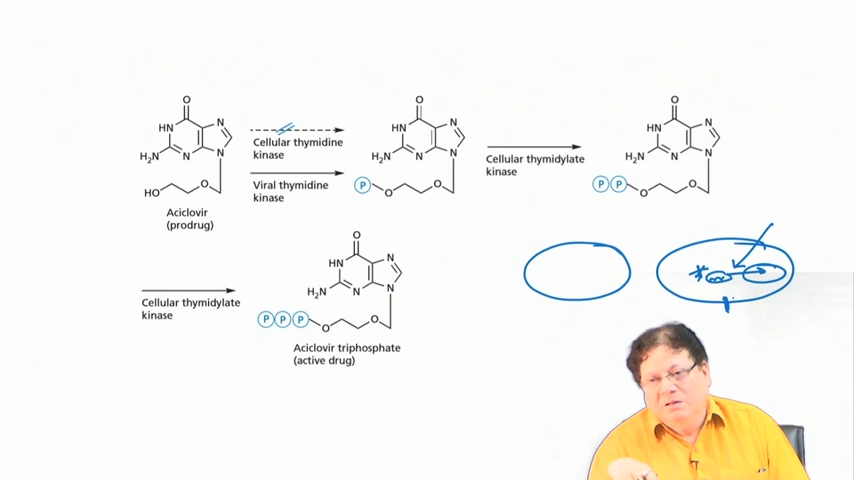 O
HN
N
H₂N
N
N
HO
O
Aciclovir
(prodrug)
Cellular thymidine
kinase
Viral thymidine
kinase
O
HN
N
H₂N
N
N
P
O
O
Cellular thymidylate
kinase
O
HN
N
H₂N
N
N
P P
O
O
Cellular thymidylate
kinase
O
HN
N
H₂N
N
N
P P P
O
O
Aciclovir triphosphate
(active drug)